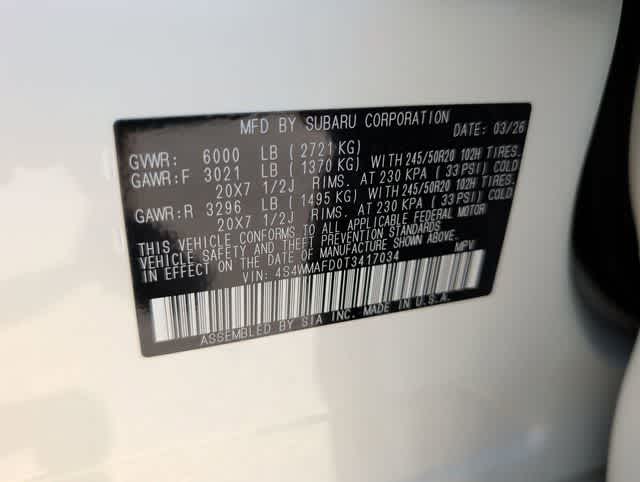 MFD BY SUBARU CORPORATION DATE: 03/26
GVWR: 6000 LB ( 2721 KG)
GAWR:F 3021 LB ( 1370 KG) WITH 245/50R20 102H TIRES.
20X7 1/2J RIMS. AT 230 KPA ( 33 PSI) COLD
GAWR:R 3296 LB ( 1495 KG) WITH 245/50R20 102H TIRES.
20X7 1/2J RIMS. AT 230 KPA ( 33 PSI) COLD
THIS VEHICLE CONFORMS TO ALL APPLICABLE FEDERAL MOTOR
VEHICLE SAFETY AND THEFT PREVENTION STANDARDS
IN EFFECT ON THE DATE OF MANUFACTURE SHOWN ABOVE.
VIN: 4S4WMAFD0T3417034 MPV
ASSEMBLED BY SIA INC. MADE IN U.S.A.